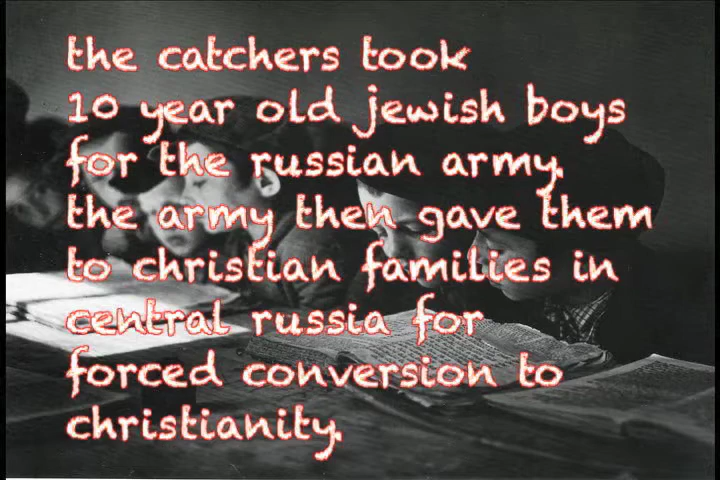 the catchers took
10 year old jewish boys
for the russian army.
the army then gave them
to christian families in
central russia for
forced conversion to
christianity.